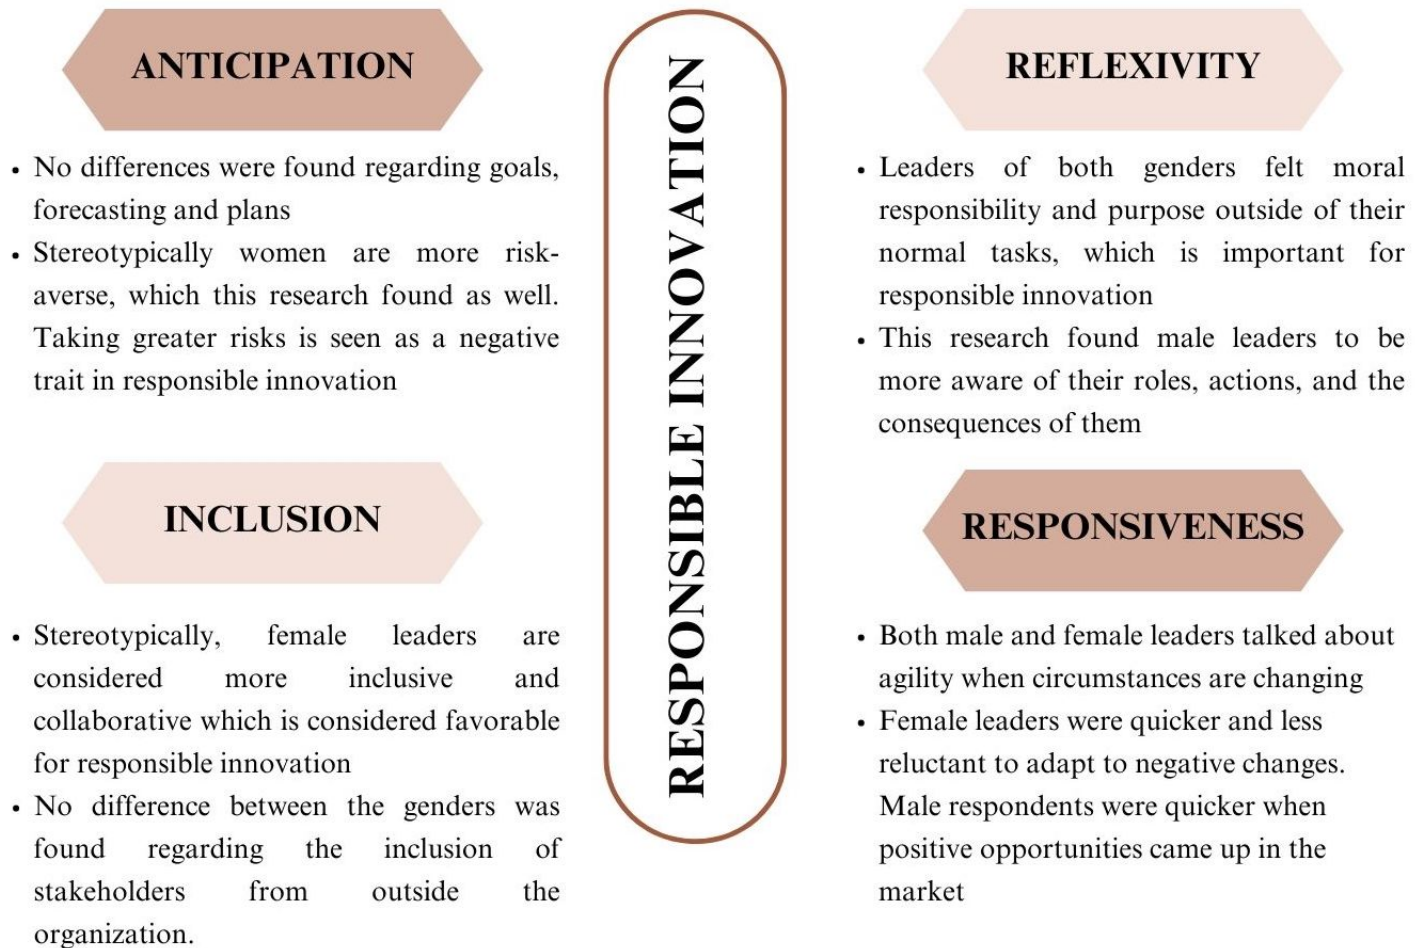 ANTICIPATION
• No differences were found regarding goals,
forecasting and plans
• Stereotypically women are more risk-
averse, which this research found as well.
Taking greater risks is seen as a negative
trait in responsible innovation
INCLUSION
• Stereotypically, female leaders are
considered more inclusive and
collaborative which is considered favorable
for responsible innovation
• No difference between the genders was
found regarding the inclusion of
stakeholders from outside the
organization.
RESPONSIBLE INNOVATION
REFLEXIVITY
• Leaders of both genders felt moral
responsibility and purpose outside of their
normal tasks, which is important for
responsible innovation
• This research found male leaders to be
more aware of their roles, actions, and the
consequences of them
RESPONSIVENESS
• Both male and female leaders talked about
agility when circumstances are changing
• Female leaders were quicker and less
reluctant to adapt to negative changes.
Male respondents were quicker when
positive opportunities came up in the
market